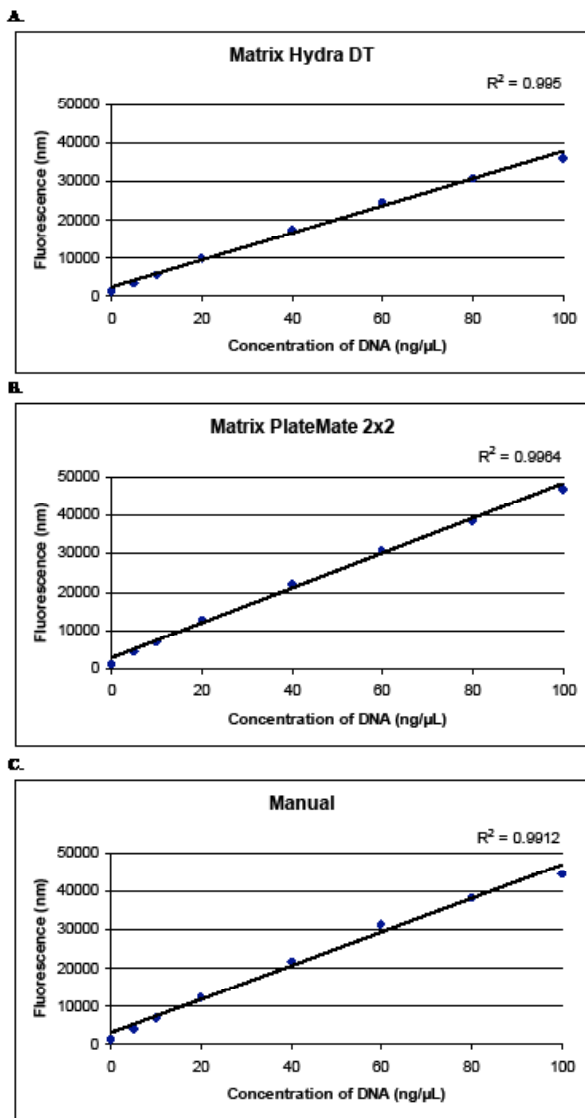 A.
Matrix Hydra DT
R² = 0.995
50000
40000
30000
20000
10000
0
Fluorescence (nm)
0 20 40 60 80 100
Concentration of DNA (ng/µL)
B.
Matrix PlateMate 2x2
R² = 0.9964
50000
40000
30000
20000
10000
0
Fluorescence (nm)
0 20 40 60 80 100
Concentration of DNA (ng/µL)
C.
Manual
R² = 0.9912
50000
40000
30000
20000
10000
0
Fluorescence (nm)
0 20 40 60 80 100
Concentration of DNA (ng/µL)